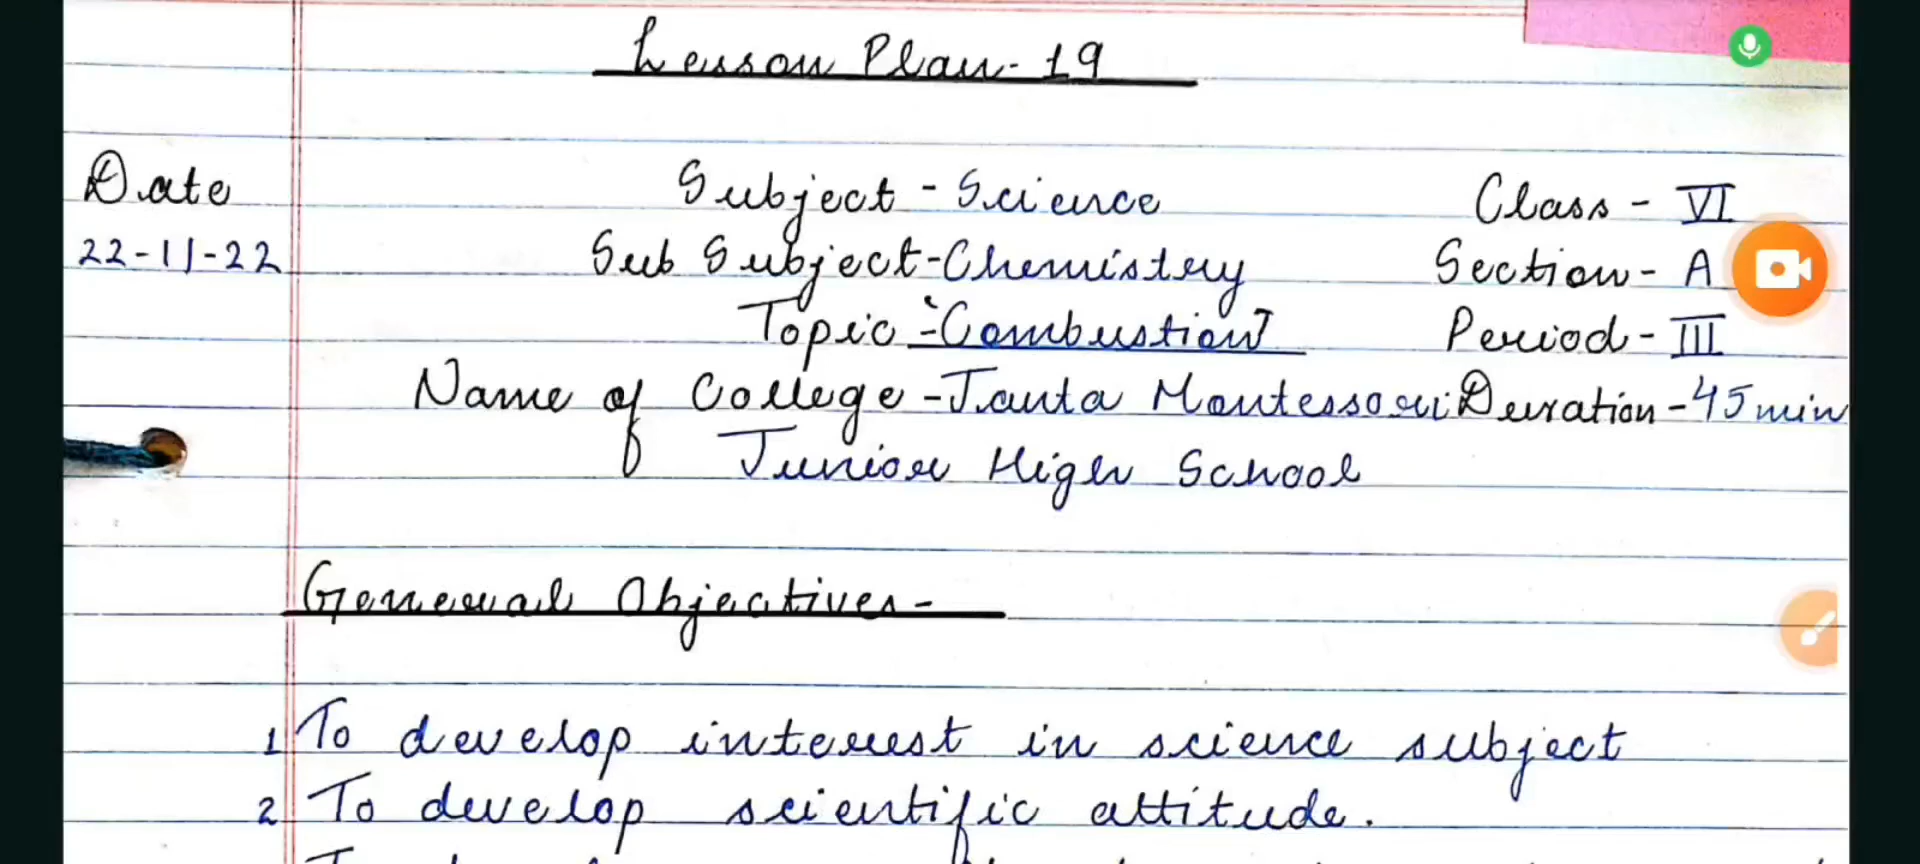 Lesson Plan - 19
Date Subject - Science Class - VI
22-11-22 Sub Subject - Chemistry Section - A
Topic - 'Combustion' Period - III
Name of College - Janta Montessori Duration - 45 min
Junior High School
General Objectives -
1 To develop interest in science subject
2 To develop scientific attitude.